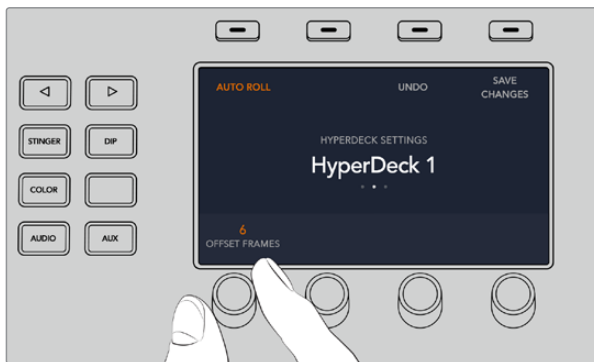 AUTO ROLL
UNDO
SAVE
CHANGES
HYPERDECK SETTINGS
HyperDeck 1
6
OFFSET FRAMES
STINGER
DIP
COLOR
AUDIO
AUX